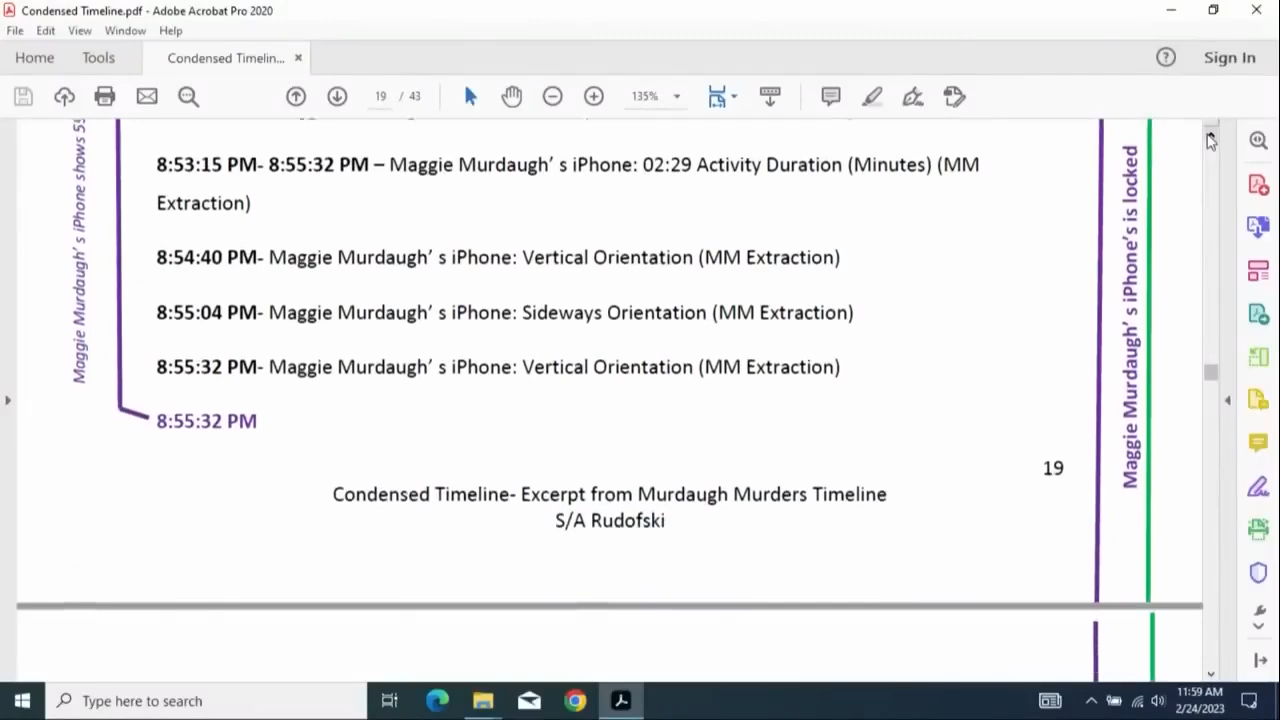 Condensed Timeline.pdf - Adobe Acrobat Pro 2020
File Edit View Window Help
Home Tools Condensed Timelin... ×
? Sign In
19 / 43 135%
8:53:15 PM- 8:55:32 PM – Maggie Murdaugh’ s iPhone: 02:29 Activity Duration (Minutes) (MM
Extraction)
8:54:40 PM- Maggie Murdaugh’ s iPhone: Vertical Orientation (MM Extraction)
8:55:04 PM- Maggie Murdaugh’ s iPhone: Sideways Orientation (MM Extraction)
8:55:32 PM- Maggie Murdaugh’ s iPhone: Vertical Orientation (MM Extraction)
8:55:32 PM
Maggie Murdaugh’ s iPhone shows
Maggie Murdaugh’ s iPhone’s is locked
19
Condensed Timeline- Excerpt from Murdaugh Murders Timeline
S/A Rudofski
Type here to search
11:59 AM
2/24/2023